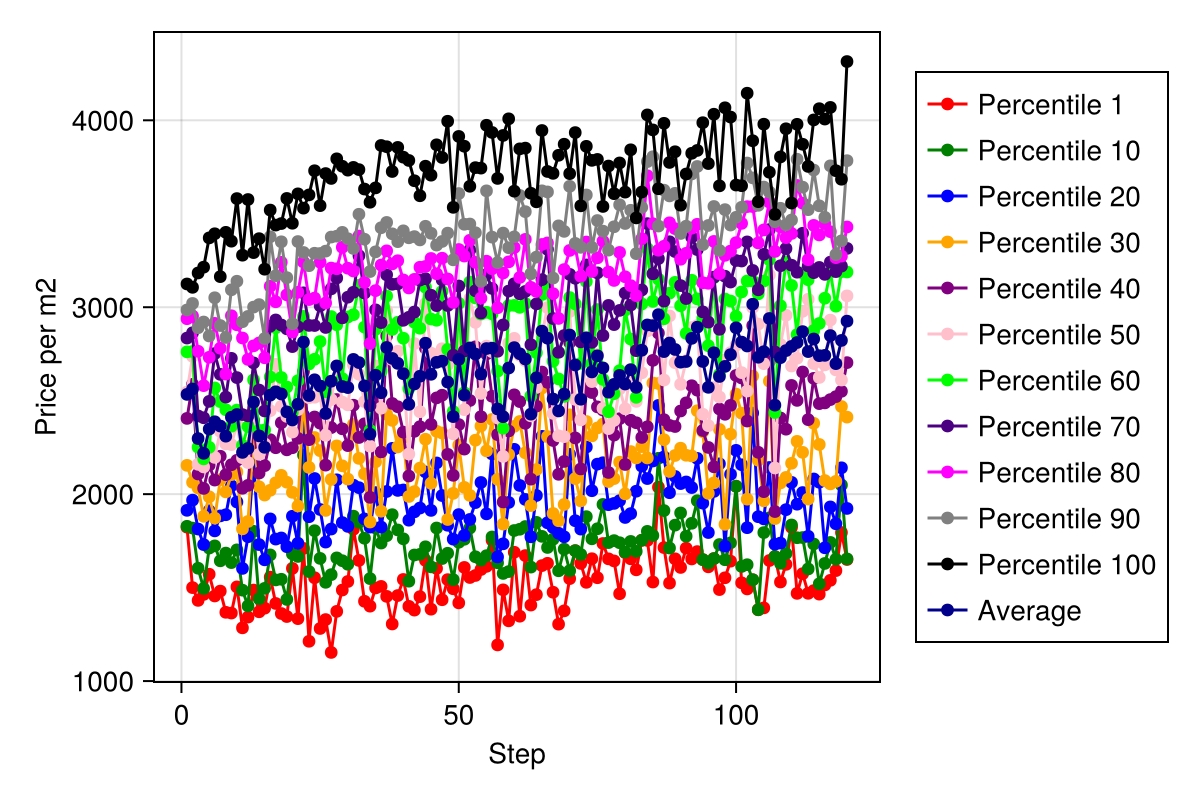 Price per m2
4000
3000
2000
1000
0
50
100
Step
Percentile 1
Percentile 10
Percentile 20
Percentile 30
Percentile 40
Percentile 50
Percentile 60
Percentile 70
Percentile 80
Percentile 90
Percentile 100
Average